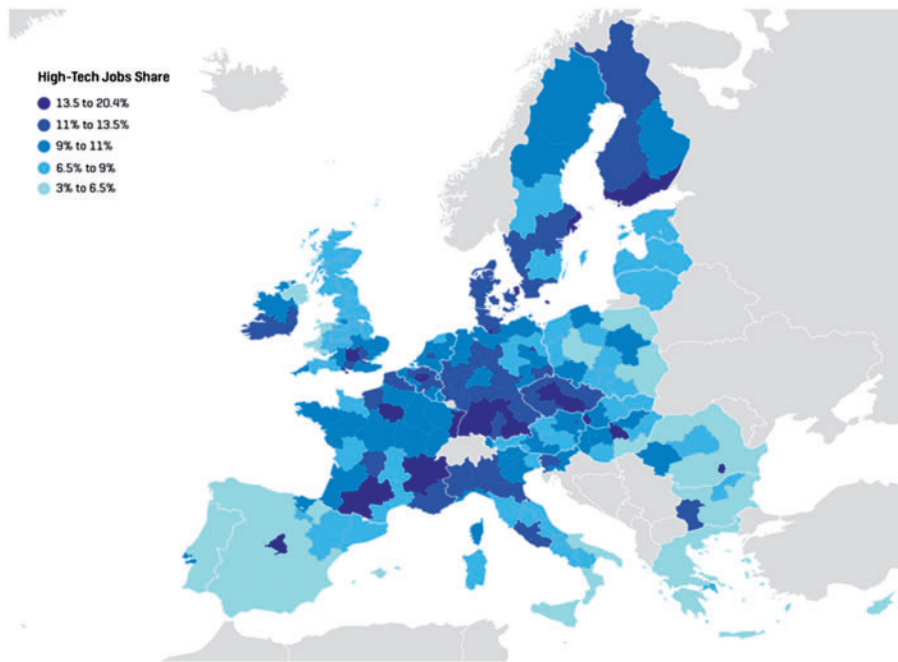 High-Tech Jobs Share
13.5 to 20.4%
11% to 13.5%
9% to 11%
6.5% to 9%
3% to 6.5%